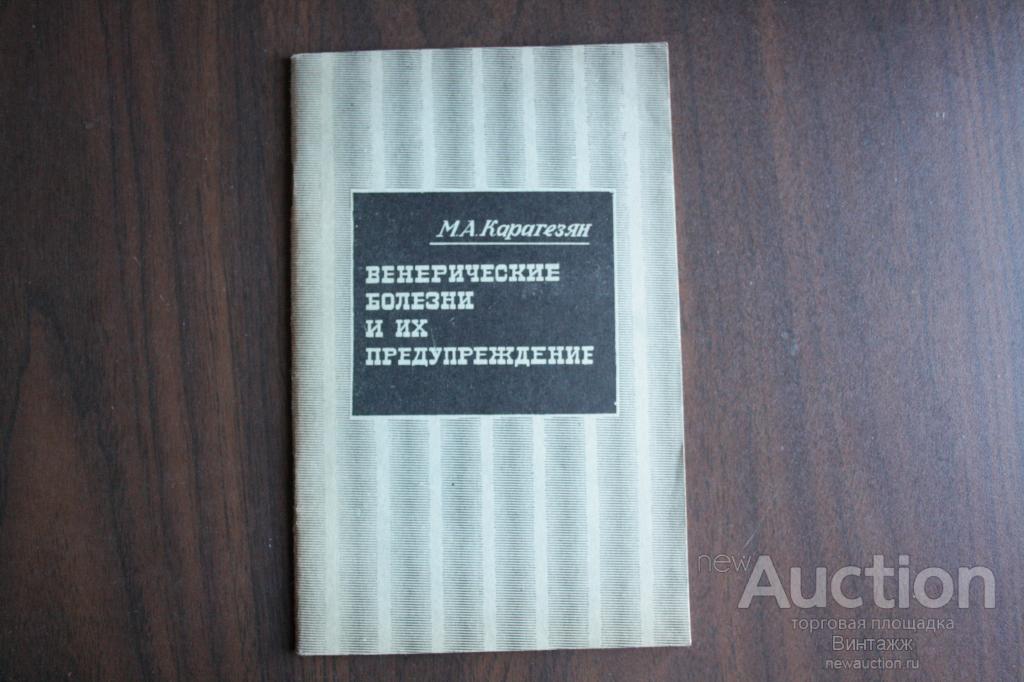 М.А.Карагезян
ВЕНЕРИЧЕСКИЕ
БОЛЕЗНИ
И ИХ
ПРЕДУПРЕЖДЕНИЕ
newAuction
торговая площадка
Винтажж
newauction.ru